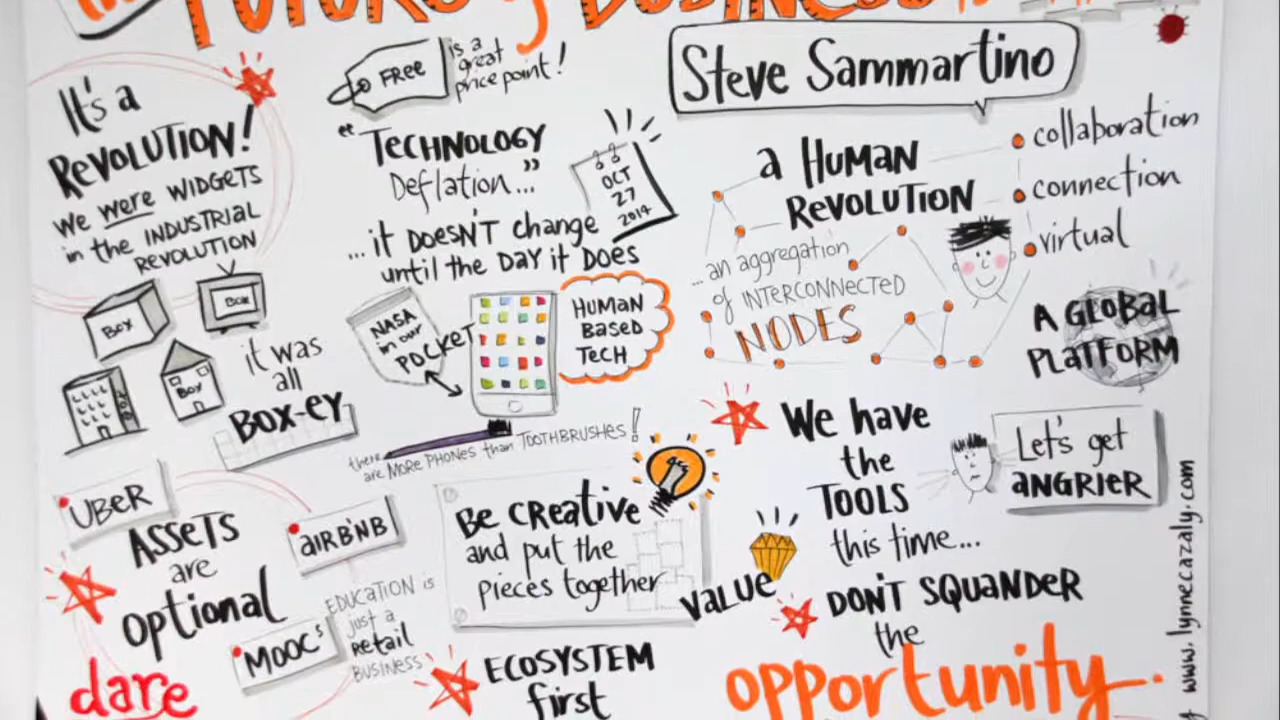 FUTURE of BUSINESS
Steve Sammartino
It's a
REVOLUTION!
we were WIDGETS
in the INDUSTRIAL
REVOLUTION
BOX
BOX
BOX
it was
all
BOX-EY
FREE
is a
great
price point!
"TECHNOLOGY
Deflation..."
...it DOESN'T change
until the DAY it DOES
OCT
27
2014
NASA
in our
POCKET
HUMAN
BASED
TECH
there
are MORE PHONES than TOOTHBRUSHES!
a HUMAN
REVOLUTION
...an aggregation
of INTERCONNECTED
NODES
collaboration
connection
virtual
A GLOBAL
PLATFORM
UBER
ASSETS
are
optional
AIRB'NB
MOOCs
EDUCATION is
just a
retail
BUSINESS
dare
Be creative
and put the
pieces together
VALUE
ECOSYSTEM
first
We have
the
TOOLS
this time...
Let's get
ANGRIER
DON'T SQUANDER
the
opportunity
www.lynnecazaly.com